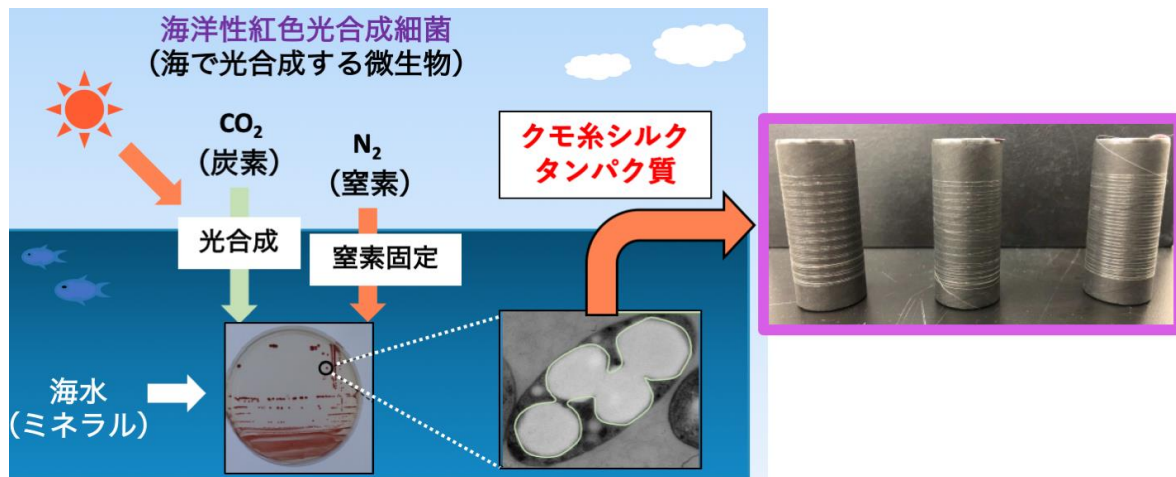 海洋性紅色光合成細菌
（海で光合成する微生物）
CO₂
（炭素）
N₂
（窒素）
クモ糸シルク
タンパク質
光合成
窒素固定
海水
（ミネラル）